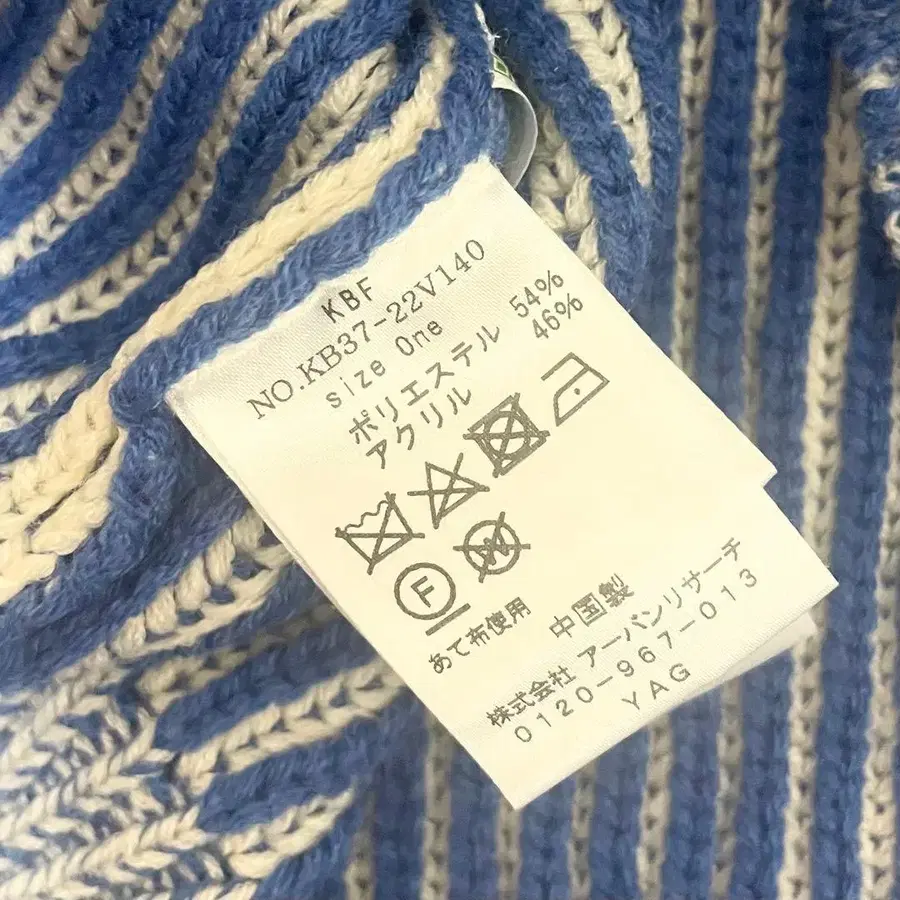 KBF
NO.KB37-22V140
size One
ポリエステル 54%
アクリル 46%
F W
あて布使用
中国製
株式会社 アーバンリサーチ
0120-967-013
YAG